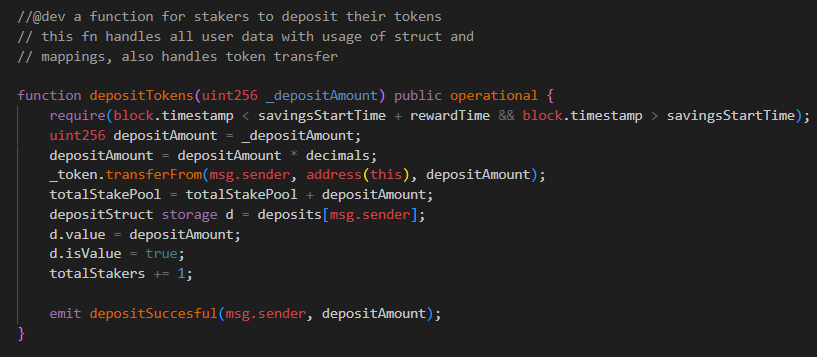 //@dev a function for stakers to deposit their tokens
// this fn handles all user data with usage of struct and
// mappings, also handles token transfer

function depositTokens(uint256 _depositAmount) public operational {
    require(block.timestamp < savingsStartTime + rewardTime && block.timestamp > savingsStartTime);
    uint256 depositAmount = _depositAmount;
    depositAmount = depositAmount * decimals;
    _token.transferFrom(msg.sender, address(this), depositAmount);
    totalStakePool = totalStakePool + depositAmount;
    depositStruct storage d = deposits[msg.sender];
    d.value = depositAmount;
    d.isValue = true;
    totalStakers += 1;

    emit depositSuccesful(msg.sender, depositAmount);
}